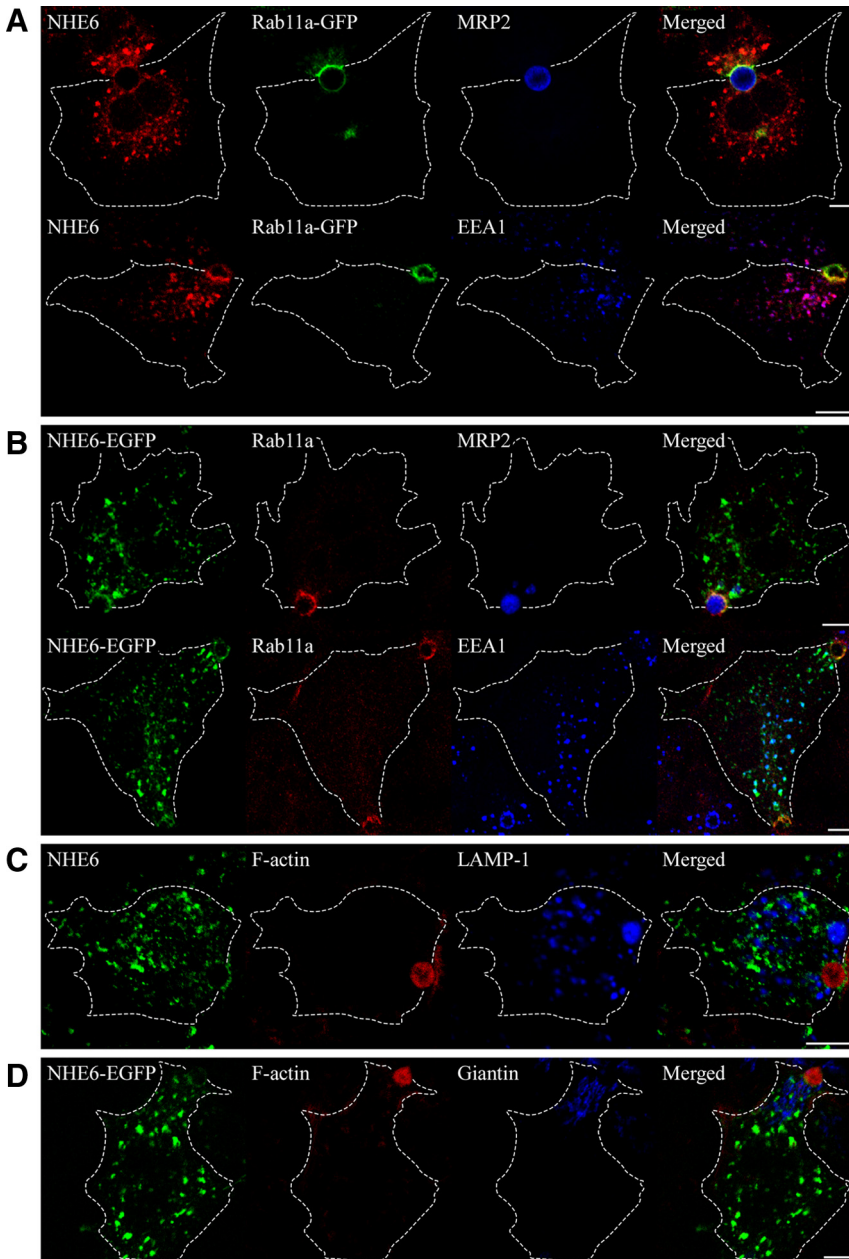 A
NHE6 Rab11a-GFP MRP2 Merged
NHE6 Rab11a-GFP EEA1 Merged
B
NHE6-EGFP Rab11a MRP2 Merged
NHE6-EGFP Rab11a EEA1 Merged
C
NHE6 F-actin LAMP-1 Merged
D
NHE6-EGFP F-actin Giantin Merged